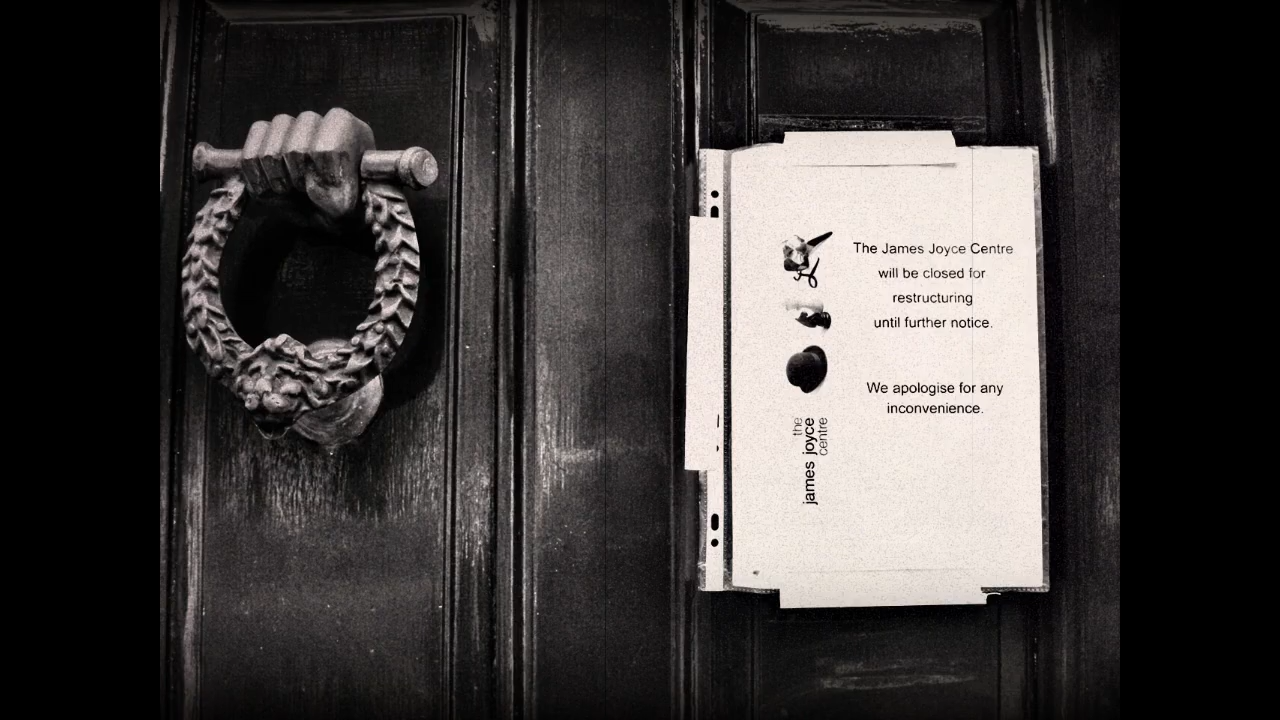 The James Joyce Centre
will be closed for
restructuring
until further notice.
We apologise for any
inconvenience.
the
james joyce
centre